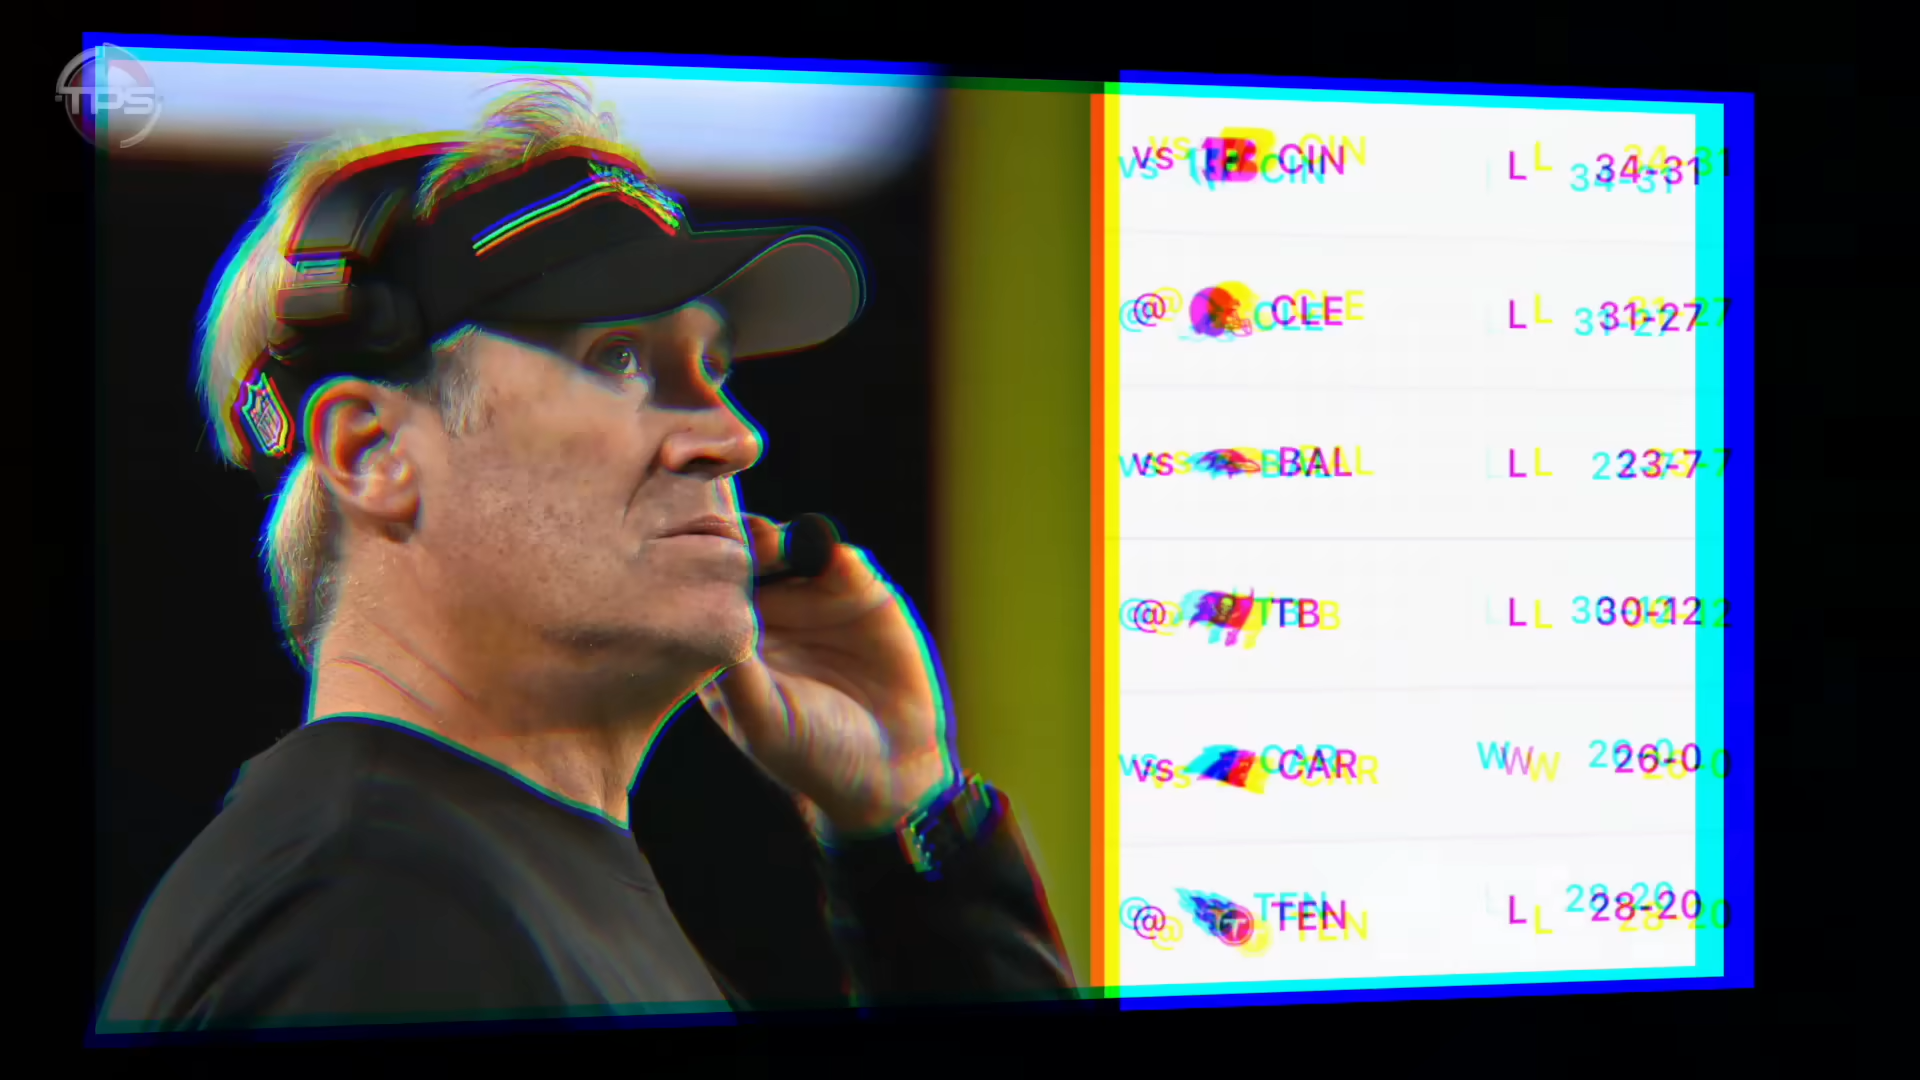 TPS
vs CIN L 34-31
@ CLE L 31-27
vs BAL L 23-7
@ TB L 30-12
vs CAR W 26-0
@ TEN L 28-20